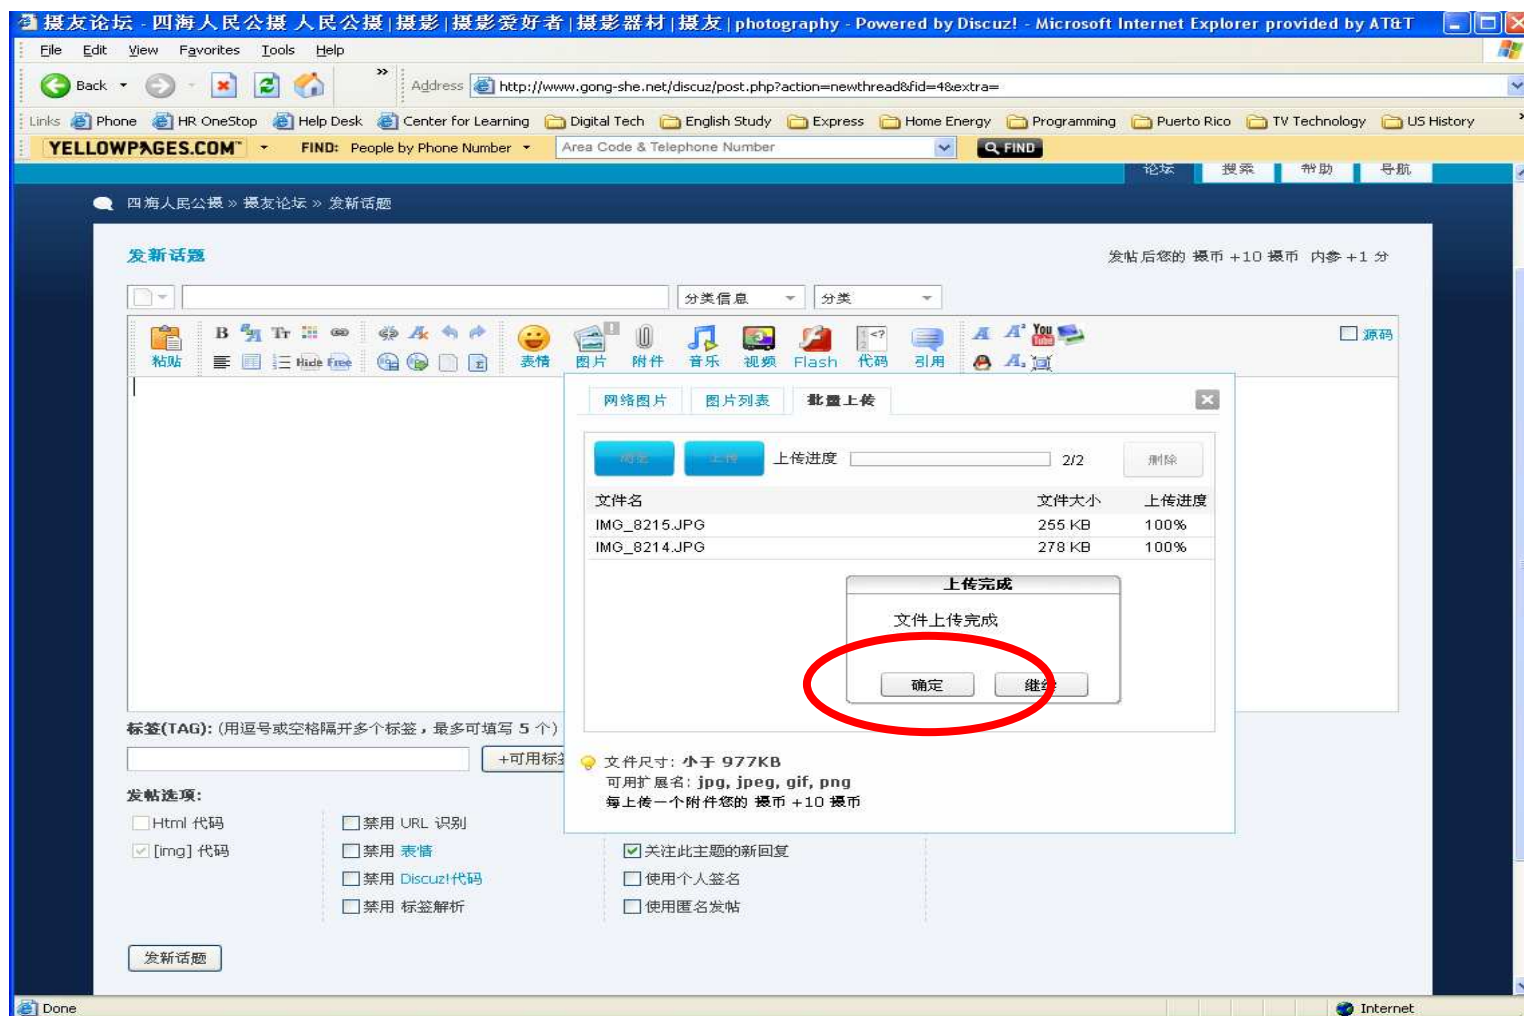 摄友论坛 - 四海人民公摄 人民公摄|摄影|摄影爱好者|摄影器材|摄友|photography - Powered by Discuz! - Microsoft Internet Explorer provided by AT&T
File Edit View Favorites Tools Help
Back » Address http://www.gong-she.net/discuz/post.php?action=newthread&fid=4&extra=
Links Phone HR OneStop Help Desk Center for Learning Digital Tech English Study Express Home Energy Programming Puerto Rico TV Technology US History »
YELLOWPAGES.COM FIND: People by Phone Number Area Code & Telephone Number FIND
论坛 搜索 帮助 导航
四海人民公摄 » 摄友论坛 » 发新话题
发新话题 发帖后您的 摄币 +10 摄币 内参 +1 分
分类信息 分类
B Tr You Tube 源码
粘贴 Hide Free 表情 图片 附件 音乐 视频 Flash 代码 引用
网络图片 图片列表 批量上传
上传 上传进度 2/2 删除
文件名 文件大小 上传进度
IMG_8215.JPG 255 KB 100%
IMG_8214.JPG 278 KB 100%
上传完成
文件上传完成
确定 继续
标签(TAG): (用逗号或空格隔开多个标签，最多可填写 5 个)
+可用标签
文件尺寸: 小于 977KB
可用扩展名: jpg, jpeg, gif, png
每上传一个附件您的 摄币 +10 摄币
发帖选项:
Html 代码 禁用 URL 识别
[img] 代码 禁用 表情 关注此主题的新回复
禁用 Discuz!代码 使用个人签名
禁用 标签解析 使用匿名发帖
发新话题
Done Internet